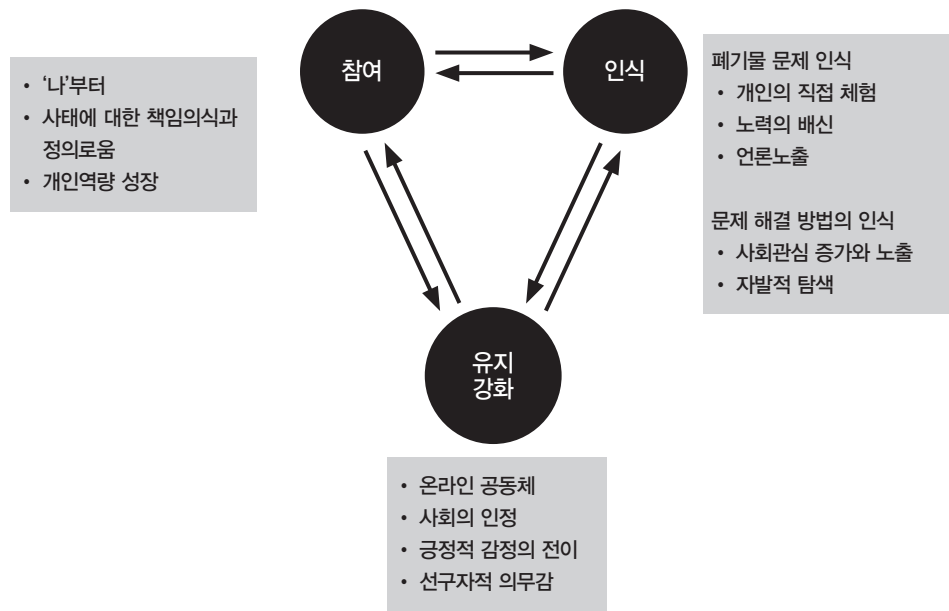 참여
인식
• ‘나’부터
• 사태에 대한 책임의식과
정의로움
• 개인역량 성장
폐기물 문제 인식
• 개인의 직접 체험
• 노력의 배신
• 언론노출
문제 해결 방법의 인식
• 사회관심 증가와 노출
• 자발적 탐색
유지
강화
• 온라인 공동체
• 사회의 인정
• 긍정적 감정의 전이
• 선구자적 의무감